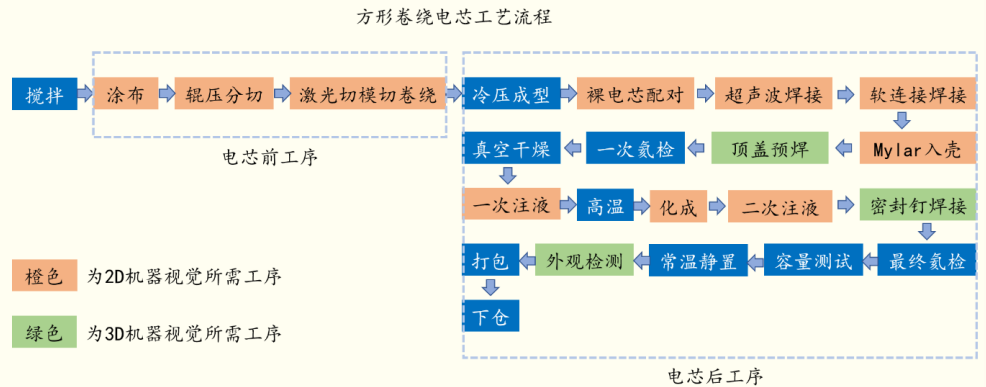 方形卷绕电芯工艺流程
搅拌
涂布
辊压分切
激光切模切卷绕
电芯前工序
冷压成型
裸电芯配对
超声波焊接
软连接焊接
真空干燥
一次氦检
顶盖预焊
Mylar入壳
一次注液
高温
化成
二次注液
密封钉焊接
打包
外观检测
常温静置
容量测试
最终氦检
下仓
电芯后工序
橙色 为2D机器视觉所需工序
绿色 为3D机器视觉所需工序